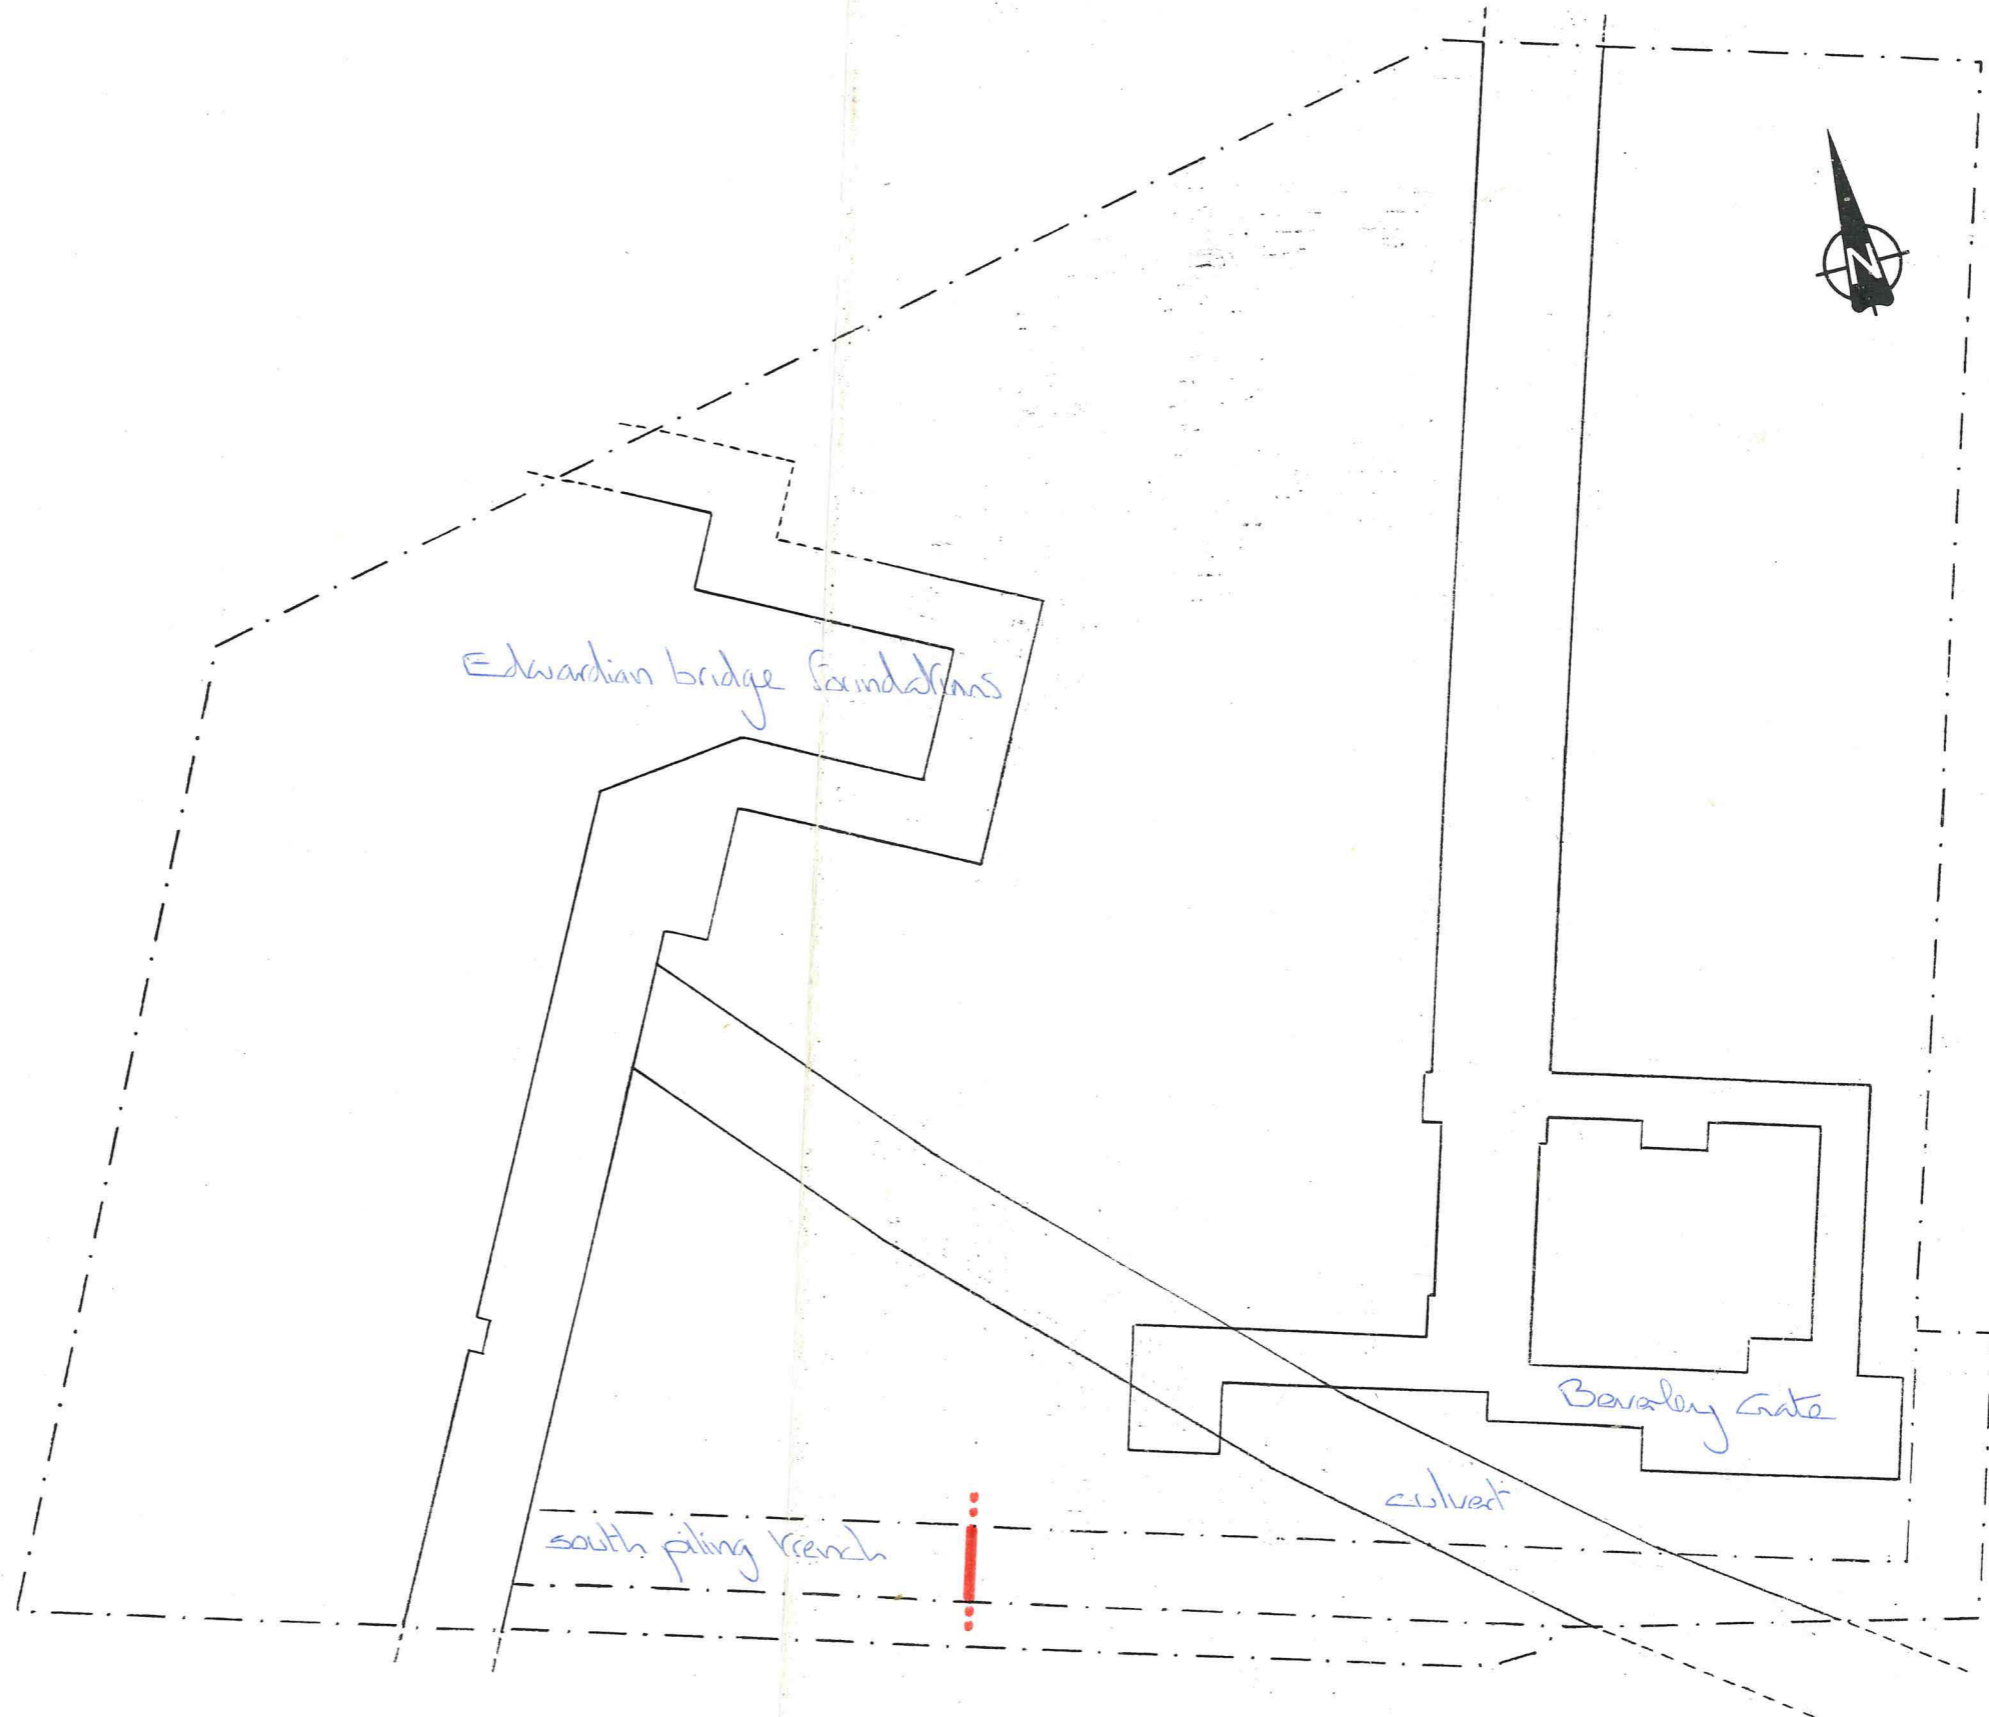 N
Edwardian bridge foundations
Beverley Gate
culvert
south piling trench